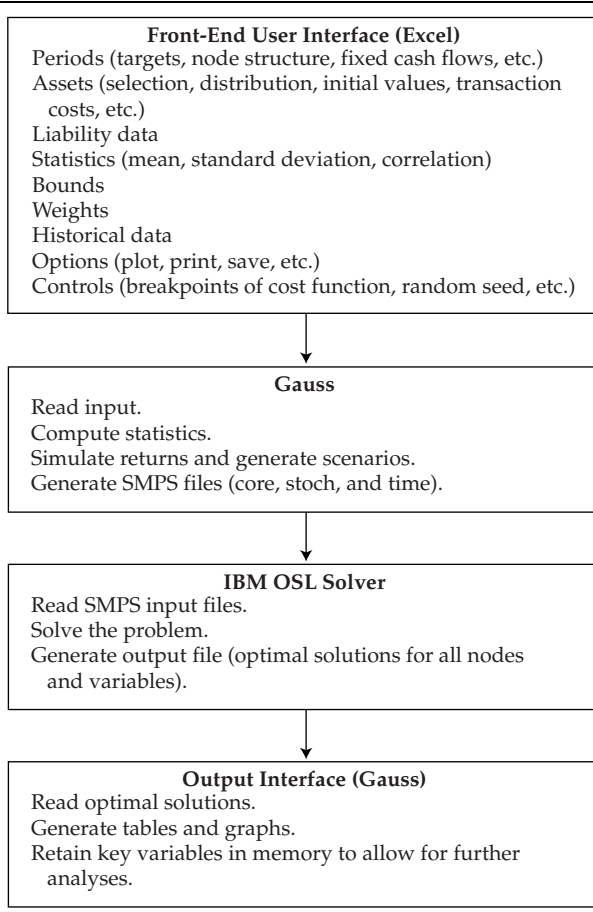 Front-End User Interface (Excel)
Periods (targets, node structure, fixed cash flows, etc.)
Assets (selection, distribution, initial values, transaction
costs, etc.)
Liability data
Statistics (mean, standard deviation, correlation)
Bounds
Weights
Historical data
Options (plot, print, save, etc.)
Controls (breakpoints of cost function, random seed, etc.)
Gauss
Read input.
Compute statistics.
Simulate returns and generate scenarios.
Generate SMPS files (core, stoch, and time).
IBM OSL Solver
Read SMPS input files.
Solve the problem.
Generate output file (optimal solutions for all nodes
and variables).
Output Interface (Gauss)
Read optimal solutions.
Generate tables and graphs.
Retain key variables in memory to allow for further
analyses.